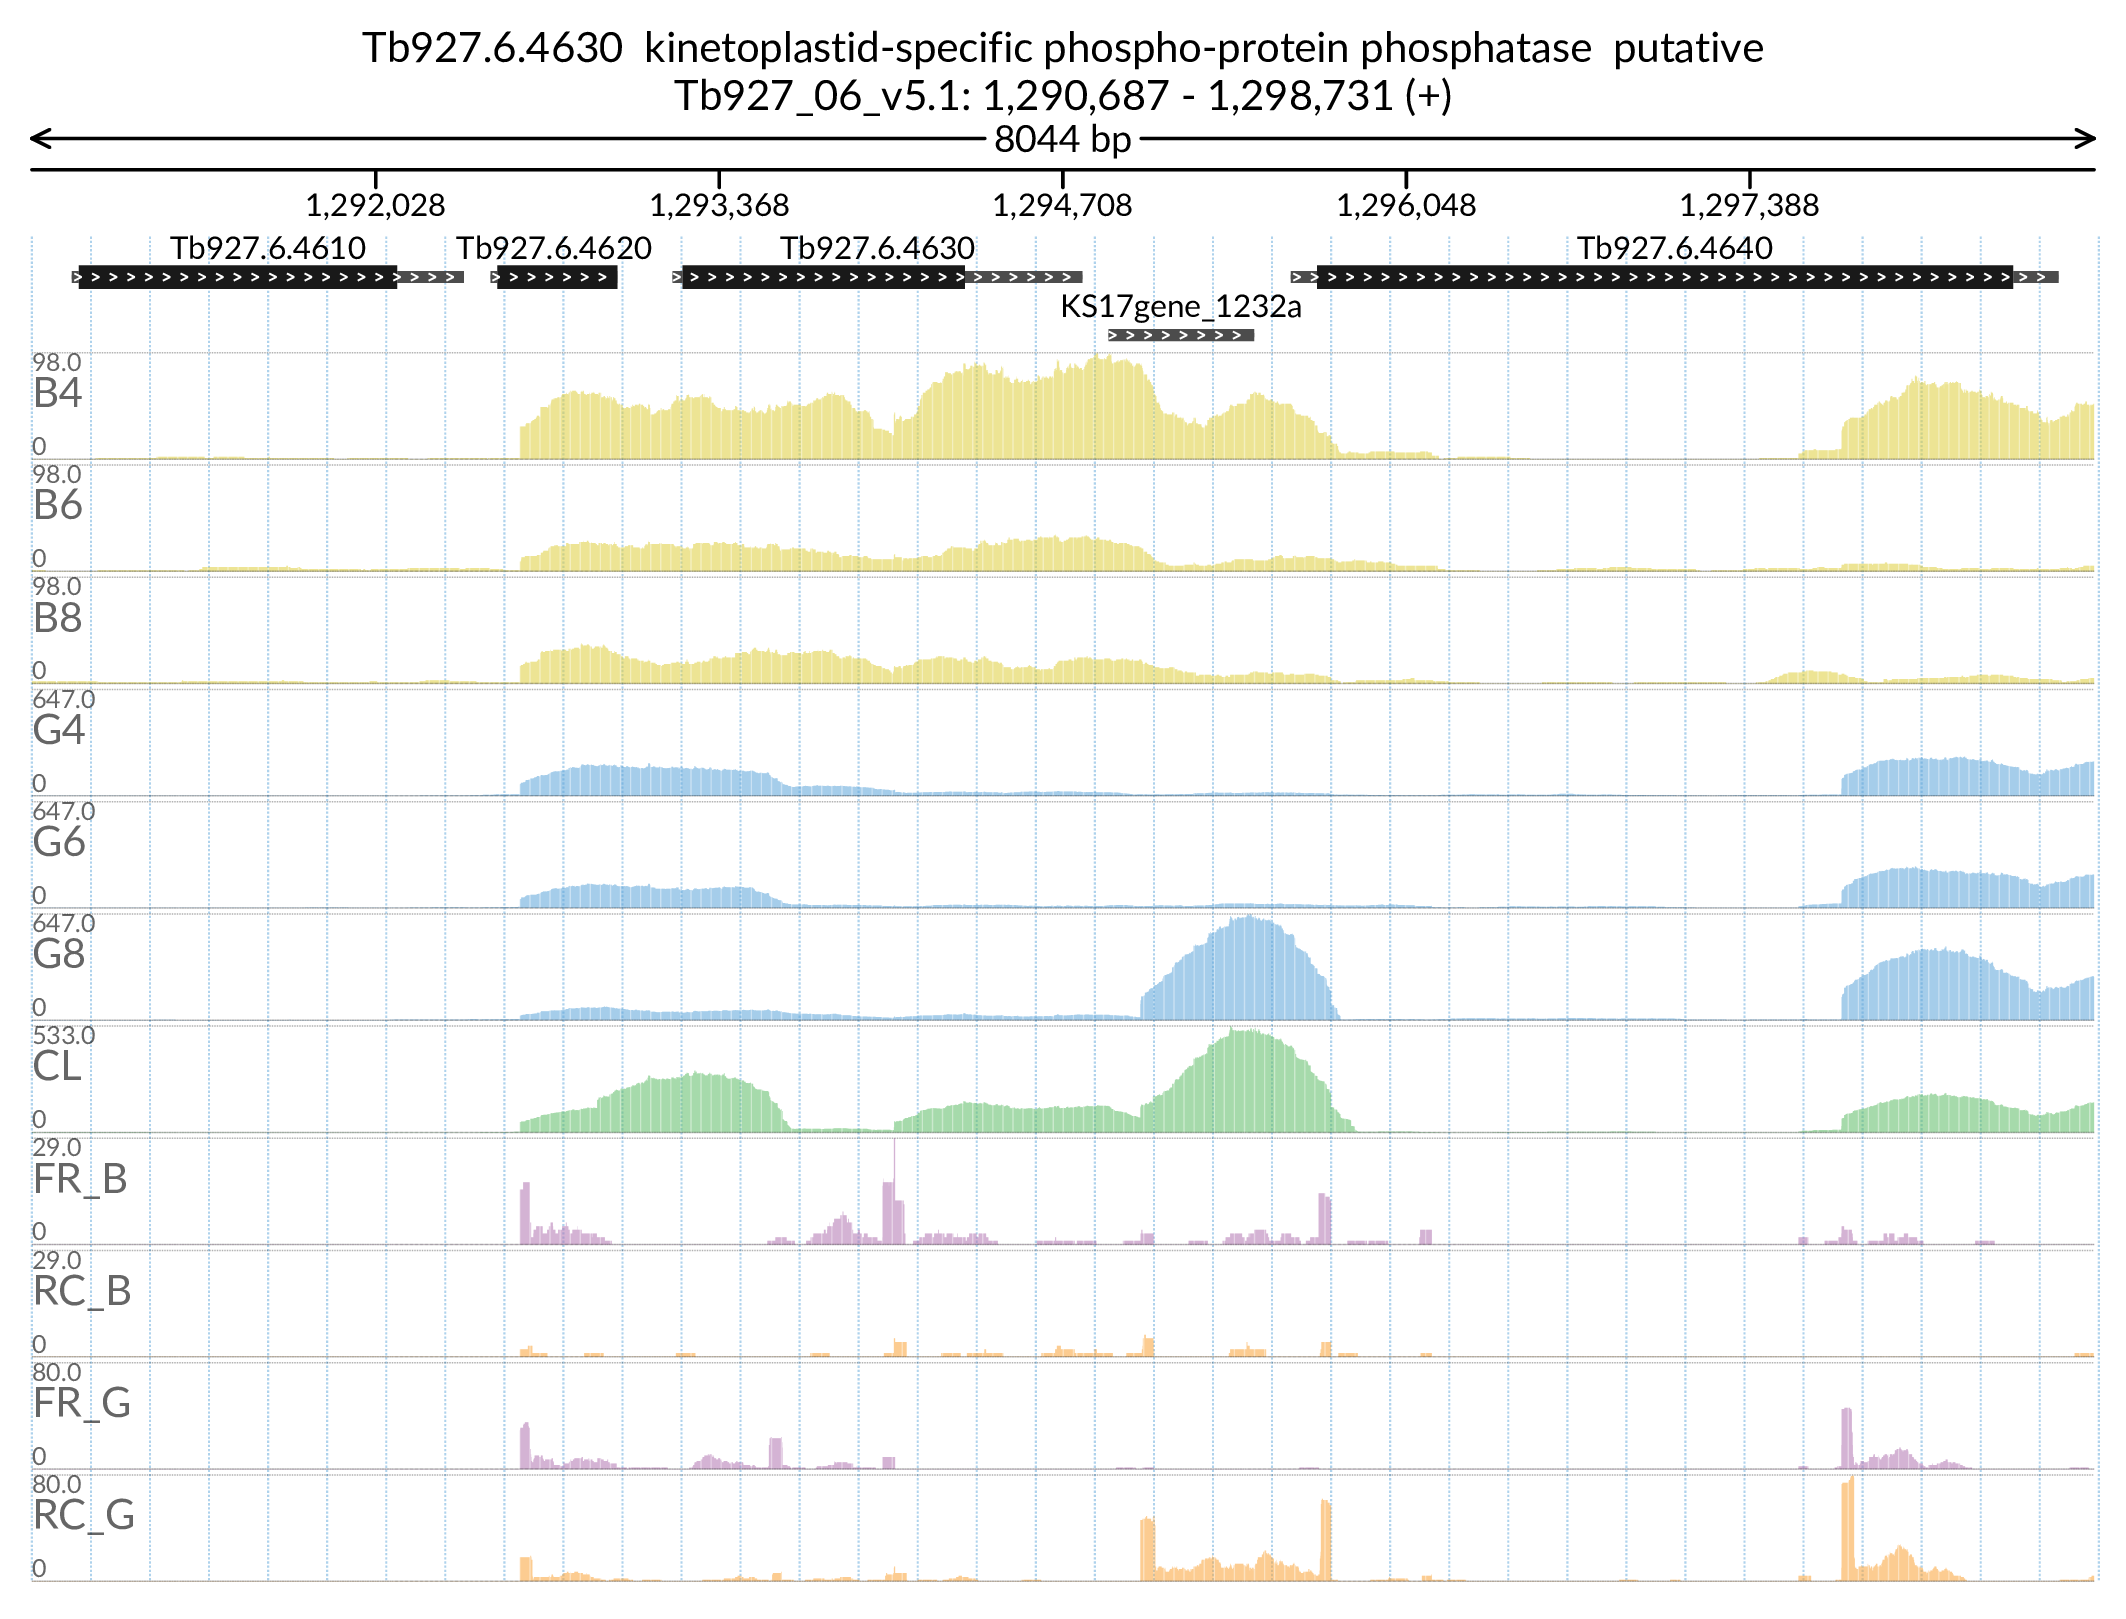 Tb927.6.4630 kinetoplastid-specific phospho-protein phosphatase putative
Tb927_06_v5.1: 1,290,687 - 1,298,731 (+)
8044 bp
1,292,028 1,293,368 1,294,708 1,296,048 1,297,388
Tb927.6.4610 Tb927.6.4620 Tb927.6.4630 Tb927.6.4640
KS17gene_1232a
98.0
B4
0
98.0
B6
0
98.0
B8
0
647.0
G4
0
647.0
G6
0
647.0
G8
0
533.0
CL
0
29.0
FR_B
0
29.0
RC_B
0
80.0
FR_G
0
80.0
RC_G
0